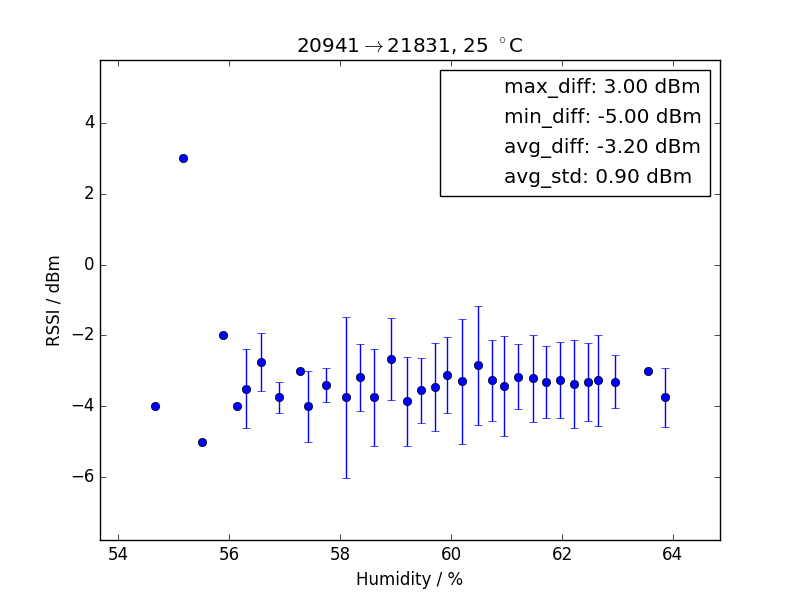 20941→21831, 25 °C
max_diff: 3.00 dBm
min_diff: -5.00 dBm
avg_diff: -3.20 dBm
avg_std: 0.90 dBm
4
2
0
−2
−4
−6
RSSI / dBm
54 56 58 60 62 64
Humidity / %